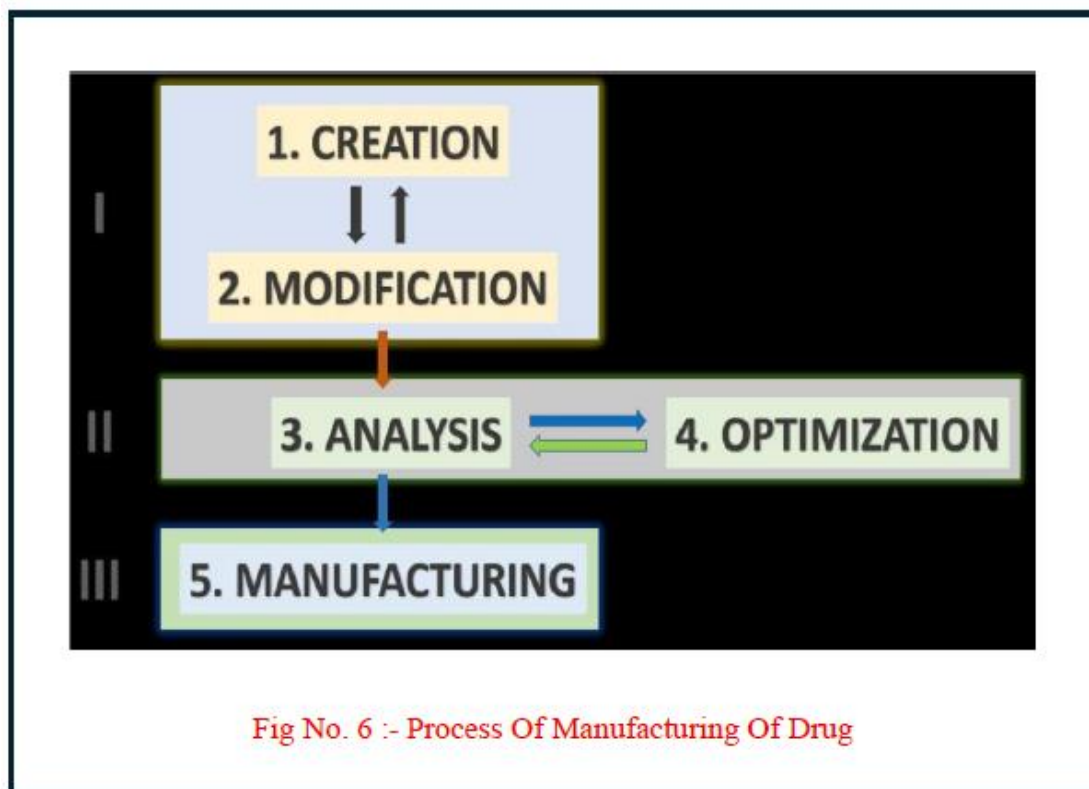 I
1. CREATION
2. MODIFICATION
II
3. ANALYSIS
4. OPTIMIZATION
III
5. MANUFACTURING
Fig No. 6 :- Process Of Manufacturing Of Drug